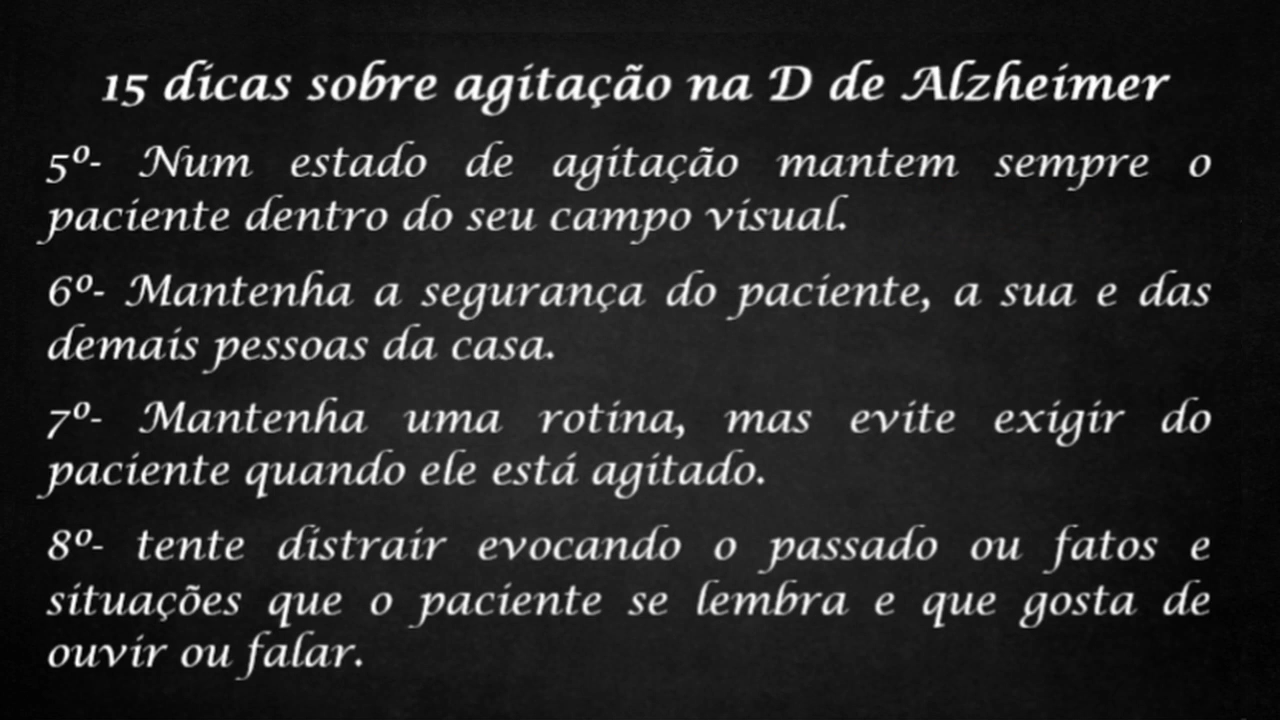 15 dicas sobre agitação na D de Alzheimer
5º- Num estado de agitação mantem sempre o
paciente dentro do seu campo visual.
6º- Mantenha a segurança do paciente, a sua e das
demais pessoas da casa.
7º- Mantenha uma rotina, mas evite exigir do
paciente quando ele está agitado.
8º- tente distrair evocando o passado ou fatos e
situações que o paciente se lembra e que gosta de
ouvir ou falar.